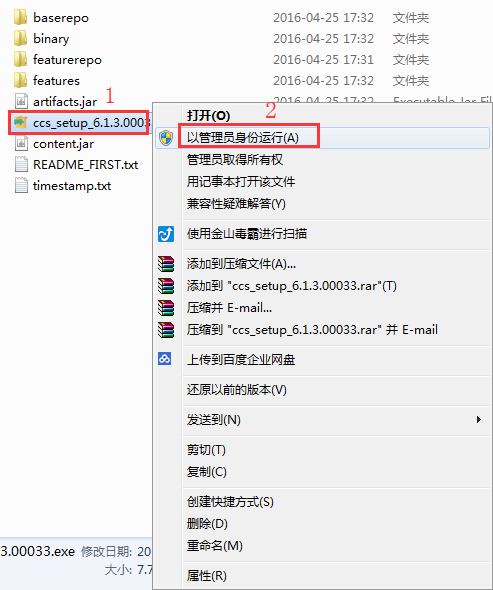 baserepo 2016-04-25 17:32 文件夹
binary 2016-04-25 17:32 文件夹
featurerepo 2016-04-25 17:31 文件夹
features 2016-04-25 17:32 文件夹
artifacts.jar 2016-04-25 17:32 Executable Jar Fil
1
ccs_setup_6.1.3.0003
content.jar
README_FIRST.txt
timestamp.txt
打开(O)
2
以管理员身份运行(A)
管理员取得所有权
用记事本打开该文件
兼容性疑难解答(Y)
使用金山毒霸进行扫描
添加到压缩文件(A)...
添加到 "ccs_setup_6.1.3.00033.rar"(T)
压缩并 E-mail...
压缩到 "ccs_setup_6.1.3.00033.rar" 并 E-mail
上传到百度企业网盘
还原以前的版本(V)
发送到(N)
剪切(T)
复制(C)
创建快捷方式(S)
删除(D)
重命名(M)
属性(R)
3.00033.exe 修改日期: 20
大小: 7.7